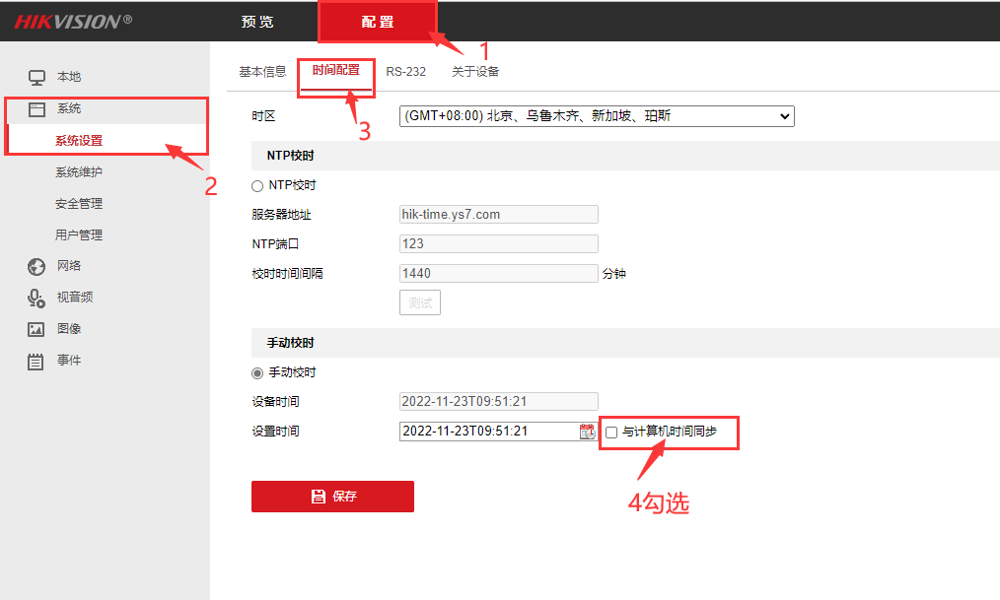 HIKVISION®
预 览
配 置
1
本地
系统
系统设置
2
系统维护
安全管理
用户管理
网络
视音频
图像
事件
基本信息
时间配置
RS-232
关于设备
3
时区
(GMT+08:00) 北京、乌鲁木齐、新加坡、珀斯
NTP校时
NTP校时
服务器地址
hik-time.ys7.com
NTP端口
123
校时时间间隔
1440
分钟
测试
手动校时
手动校时
设备时间
2022-11-23T09:51:21
设置时间
2022-11-23T09:51:21
与计算机时间同步
4勾选
保存